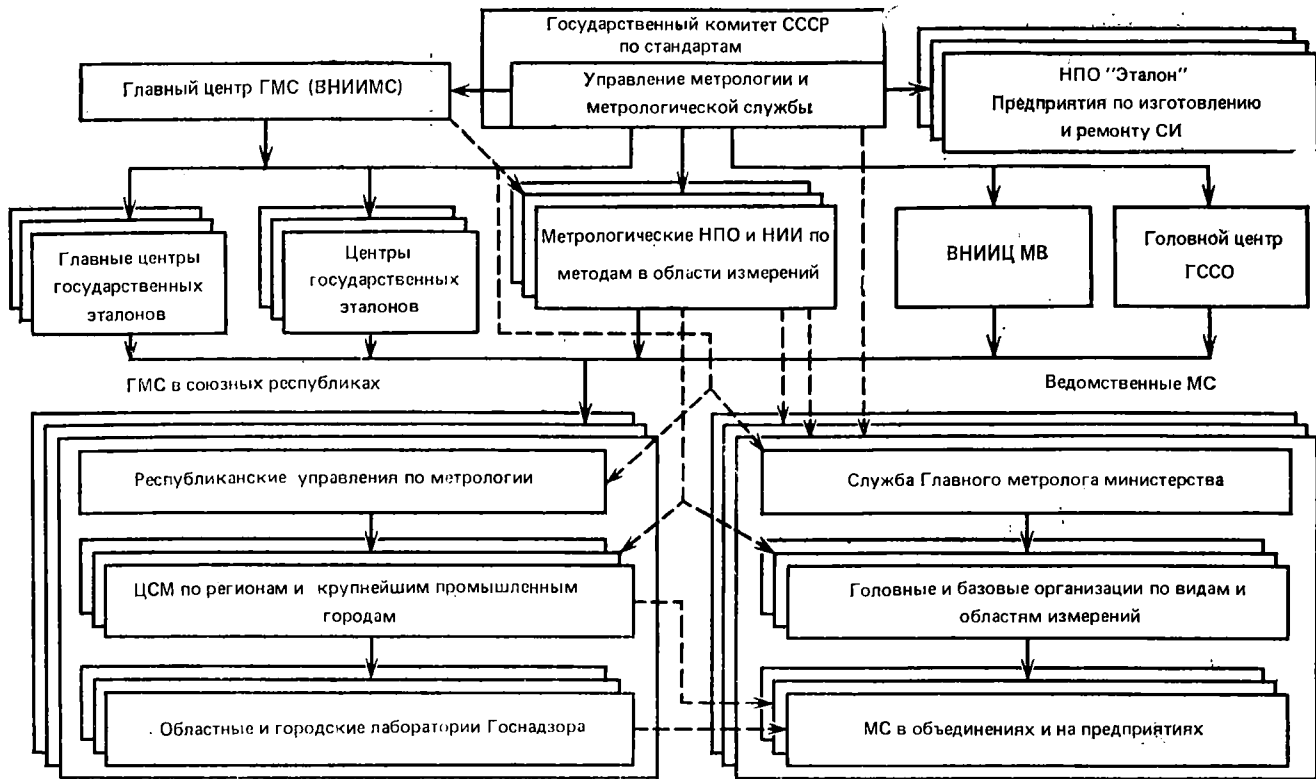 Государственный комитет СССР
по стандартам
Управление метрологии и
метрологической службы
Главный центр ГМС (ВНИИМС)
НПО "Эталон"
Предприятия по изготовлению
и ремонту СИ
Главные центры
государственных
эталонов
Центры
государственных
эталонов
Метрологические НПО и НИИ по
методам в области измерений
ВНИИЦ МВ
Головной центр
ГССО
ГМС в союзных республиках
Ведомственные МС
Республиканские управления по метрологии
Служба Главного метролога министерства
ЦСМ по регионам и крупнейшим промышленным
городам
Головные и базовые организации по видам и
областям измерений
Областные и городские лаборатории Госнадзора
МС в объединениях и на предприятиях